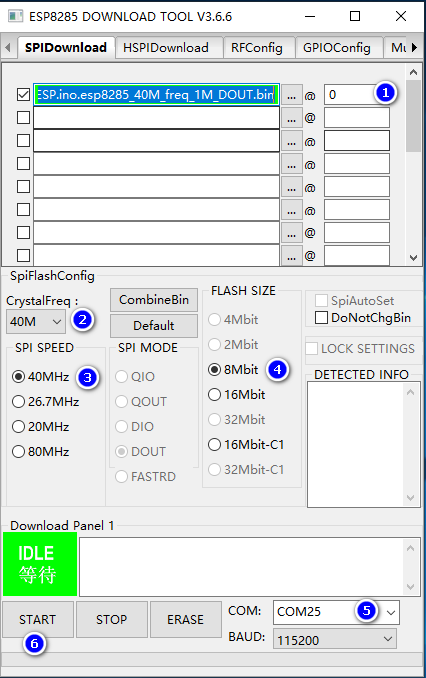 ESP8285 DOWNLOAD TOOL V3.6.6
SPIDownload HSPIDownload RFConfig GPIOConfig Mu
ESP.ino.esp8285_40M_freq_1M_DOUT.bin ... @ 0 1
... @
... @
... @
... @
... @
... @
... @
SpiFlashConfig
CrystalFreq :
40M 2
CombineBin
Default
SPI SPEED
40MHz 3
26.7MHz
20MHz
80MHz
SPI MODE
QIO
QOUT
DIO
DOUT
FASTRD
FLASH SIZE
4Mbit
2Mbit
8Mbit 4
16Mbit
32Mbit
16Mbit-C1
32Mbit-C1
SpiAutoSet
DoNotChgBin
LOCK SETTINGS
DETECTED INFO
Download Panel 1
IDLE
等待
START STOP ERASE
6
COM: COM25 5
BAUD: 115200